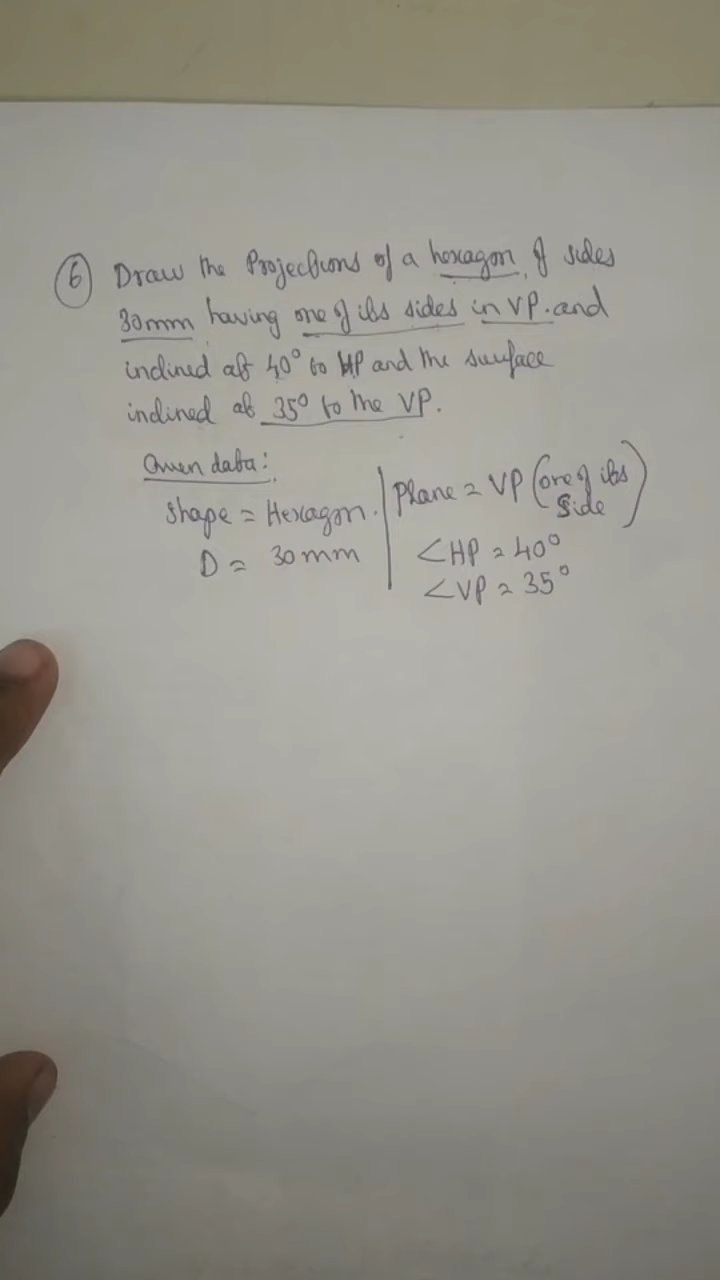 6 Draw the Projections of a hexagon of sides
30mm having one of its sides in VP. and
inclined at 40° to HP and the surface
inclined at 35° to the VP.
Given data:
Shape = Hexagon.
D = 30mm
Plane = VP (one of its
Side)
∠HP = 40°
∠VP = 35°